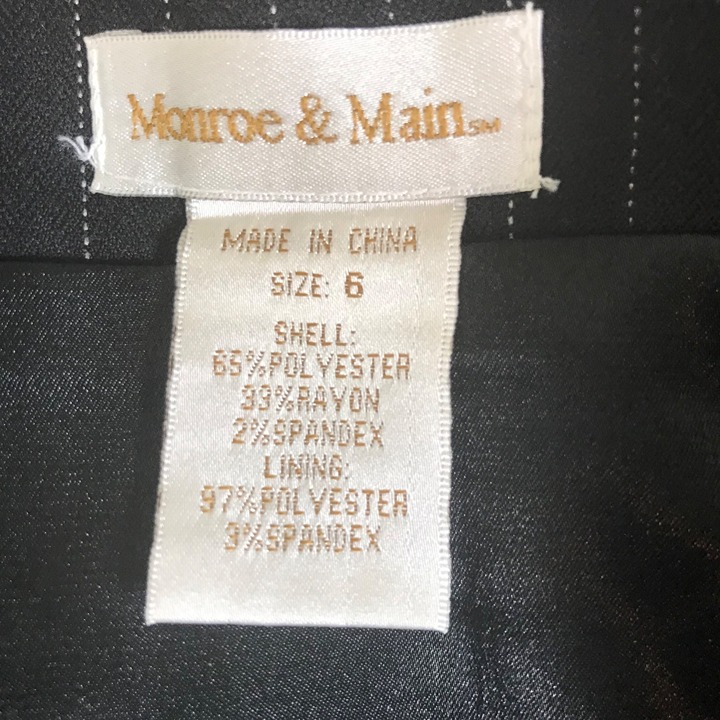 Monroe & Main SM
MADE IN CHINA
SIZE: 6
SHELL:
65%POLYESTER
33%RAYON
2%SPANDEX
LINING:
97%POLYESTER
3%SPANDEX